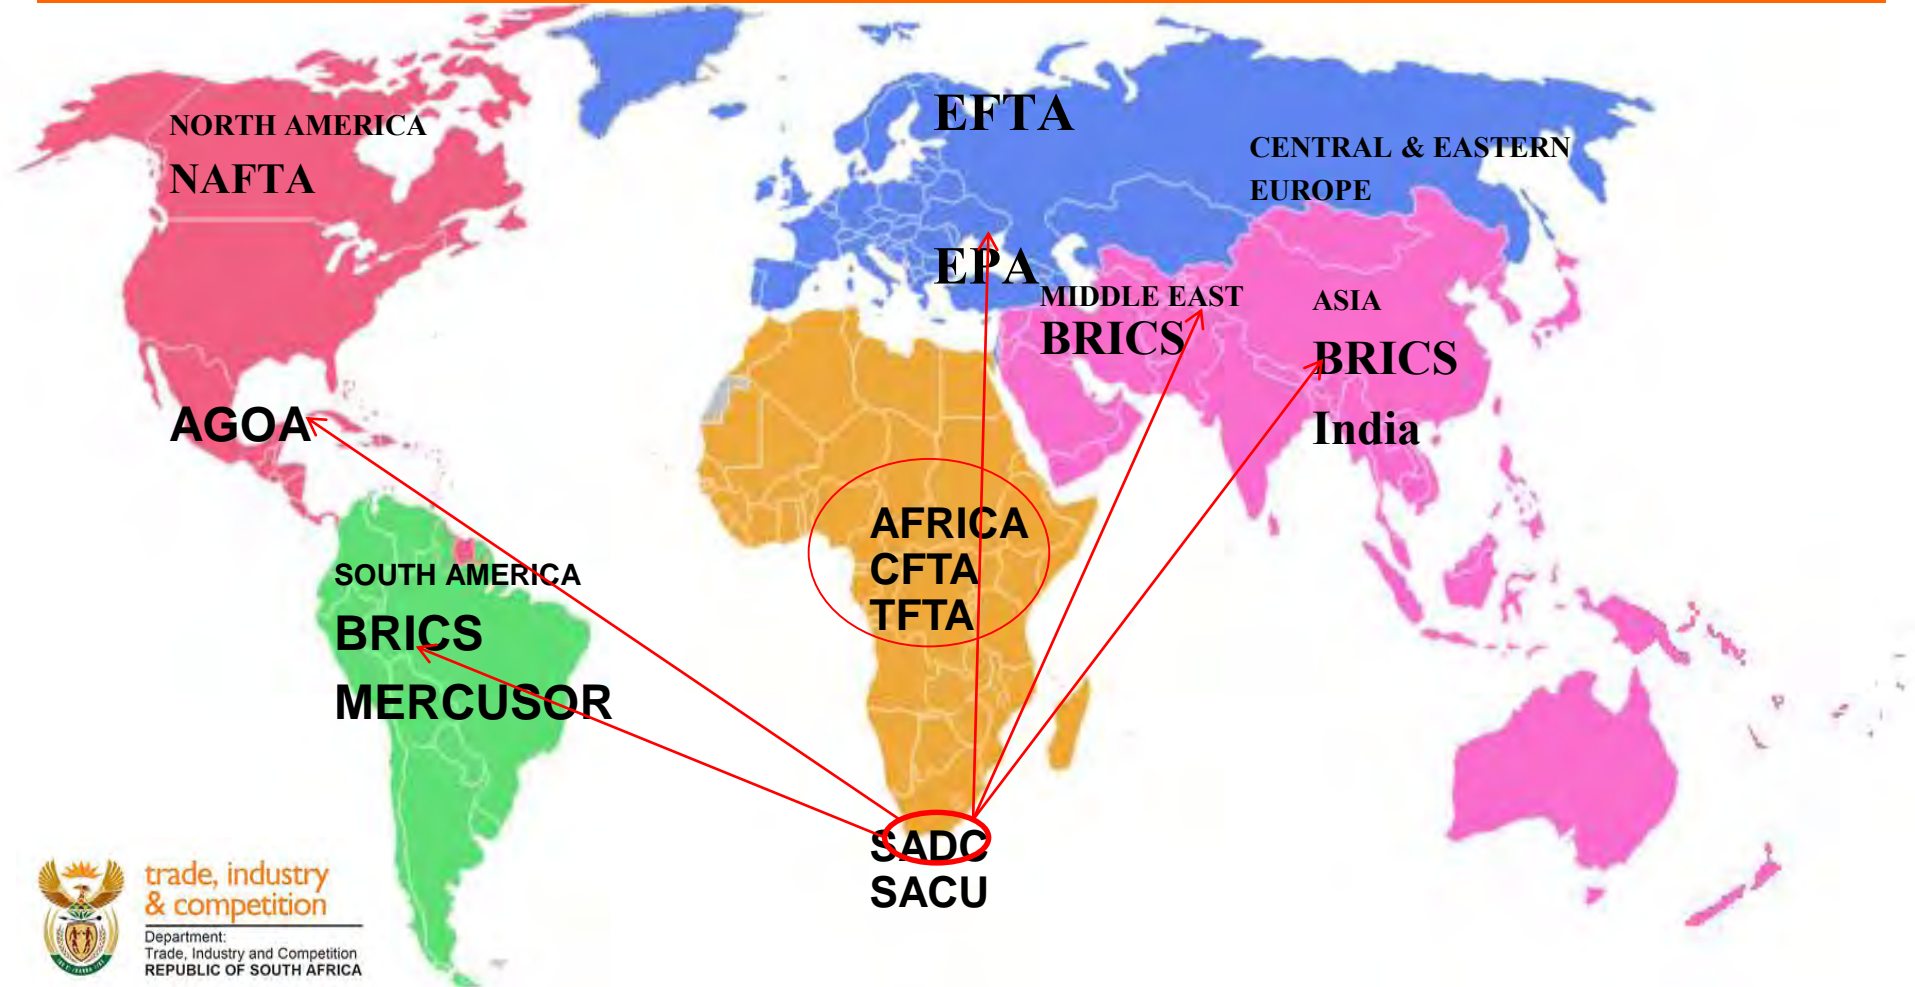 NORTH AMERICA
NAFTA
AGOA
SOUTH AMERICA
BRICS
MERCUSOR
EFTA
EPA
CENTRAL & EASTERN
EUROPE
MIDDLE EAST
BRICS
ASIA
BRICS
India
AFRICA
CFTA
TFTA
SADC
SACU
trade, industry
& competition
Department:
Trade, Industry and Competition
REPUBLIC OF SOUTH AFRICA